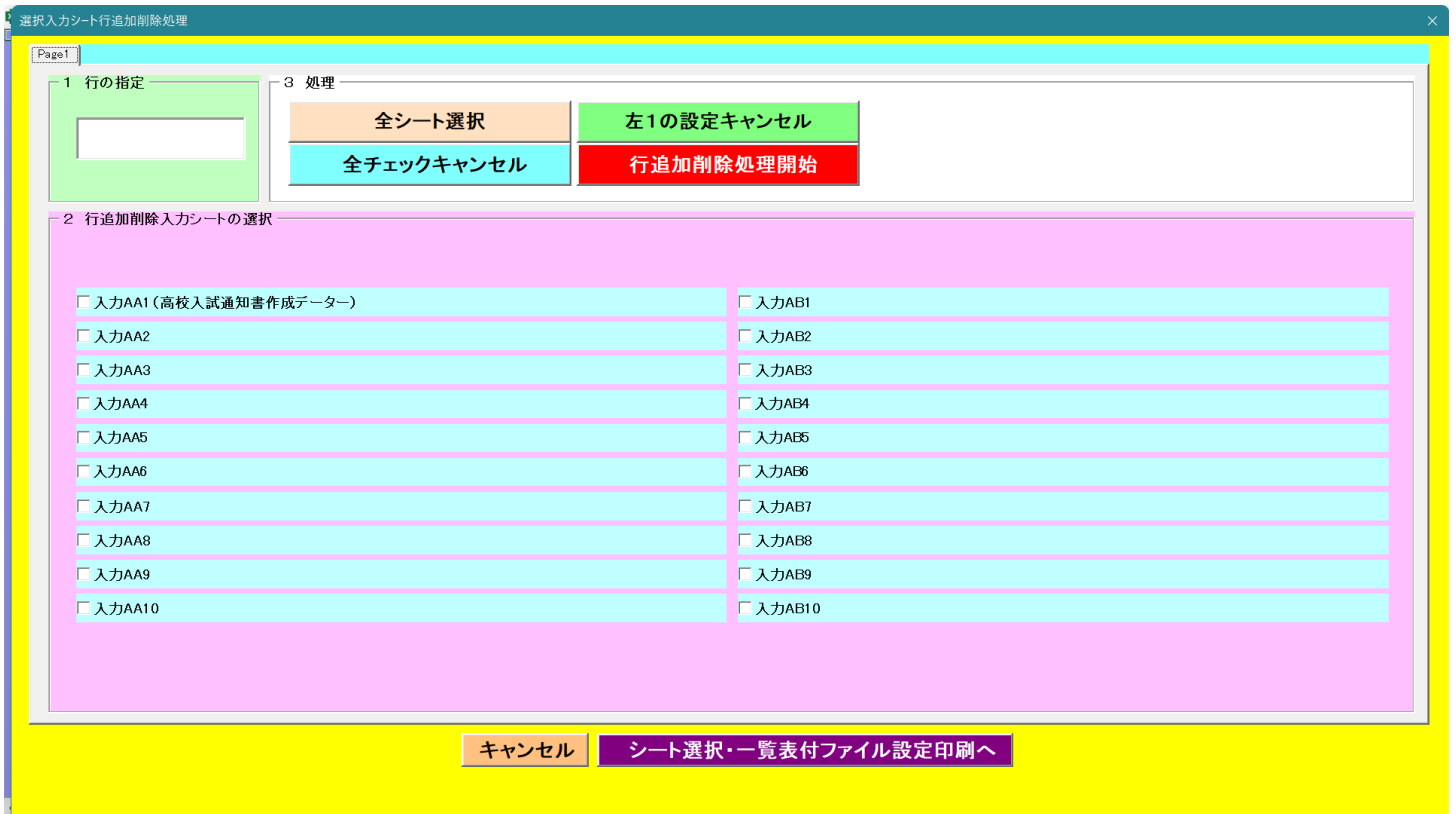 選択入力シート行追加削除処理
Page1
1 行の指定
3 処理
全シート選択
左1の設定キャンセル
全チェックキャンセル
行追加削除処理開始
2 行追加削除入力シートの選択
入力AA1(高校入試通知書作成データー)
入力AB1
入力AA2
入力AB2
入力AA3
入力AB3
入力AA4
入力AB4
入力AA5
入力AB5
入力AA6
入力AB6
入力AA7
入力AB7
入力AA8
入力AB8
入力AA9
入力AB9
入力AA10
入力AB10
キャンセル
シート選択・一覧表付ファイル設定印刷へ